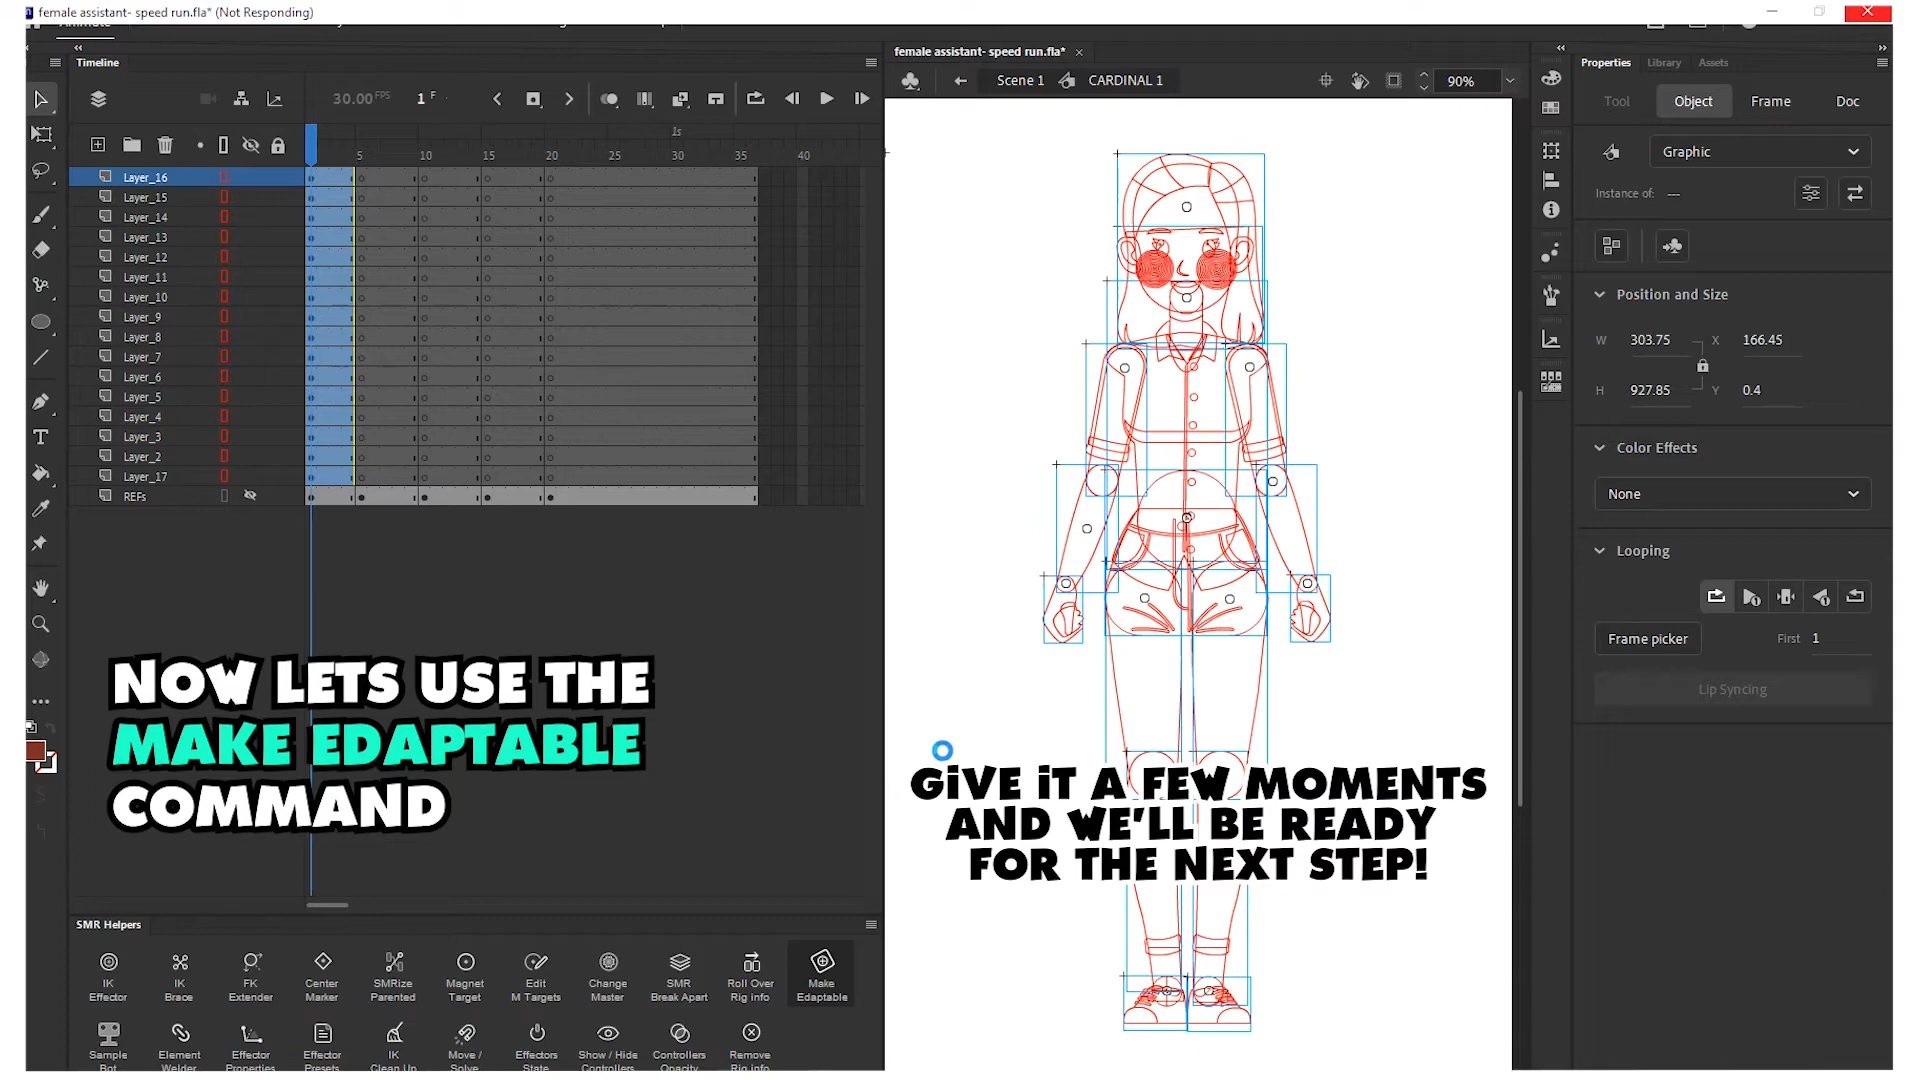 female assistant- speed run.fla* (Not Responding)
Timeline
30.00 FPS 1 F
1s
5 10 15 20 25 30 35 40
Layer_16
Layer_15
Layer_14
Layer_13
Layer_12
Layer_11
Layer_10
Layer_9
Layer_8
Layer_7
Layer_6
Layer_5
Layer_4
Layer_3
Layer_2
Layer_17
REFs
NOW LETS USE THE
MAKE EDAPTABLE
COMMAND
SMR Helpers
IK Effector
IK Brace
FK Extender
Center Marker
SMRize Parented
Magnet Target
Edit M Targets
Change Master
SMR Break Apart
Roll Over Rig info
Make Edaptable
Sample Bot
Element Welder
Effector Properties
Effector Presets
IK Clean Up
Move / Solve
Effectors State
Show / Hide Controllers
Controllers Opacity
Remove Rig info
female assistant- speed run.fla*
Scene 1 CARDINAL 1 90%
GiVE iT A FEW MOMENTS
AND WE'LL BE READY
FOR THE NEXT STEP!
Properties Library Assets
Tool Object Frame Doc
Graphic
Instance of: ---
Position and Size
W 303.75 X 166.45
H 927.85 Y 0.4
Color Effects
None
Looping
Frame picker First 1
Lip Syncing